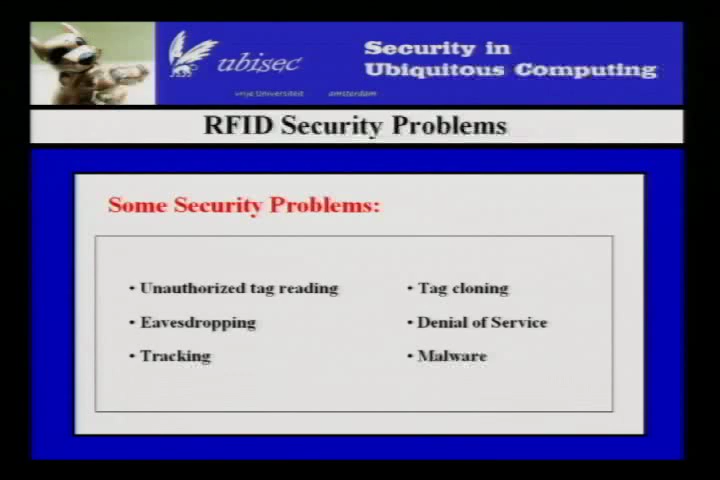 ubisec
Security in
Ubiquitous Computing
vrije Universiteit amsterdam
RFID Security Problems
Some Security Problems:
• Unauthorized tag reading
• Eavesdropping
• Tracking
• Tag cloning
• Denial of Service
• Malware